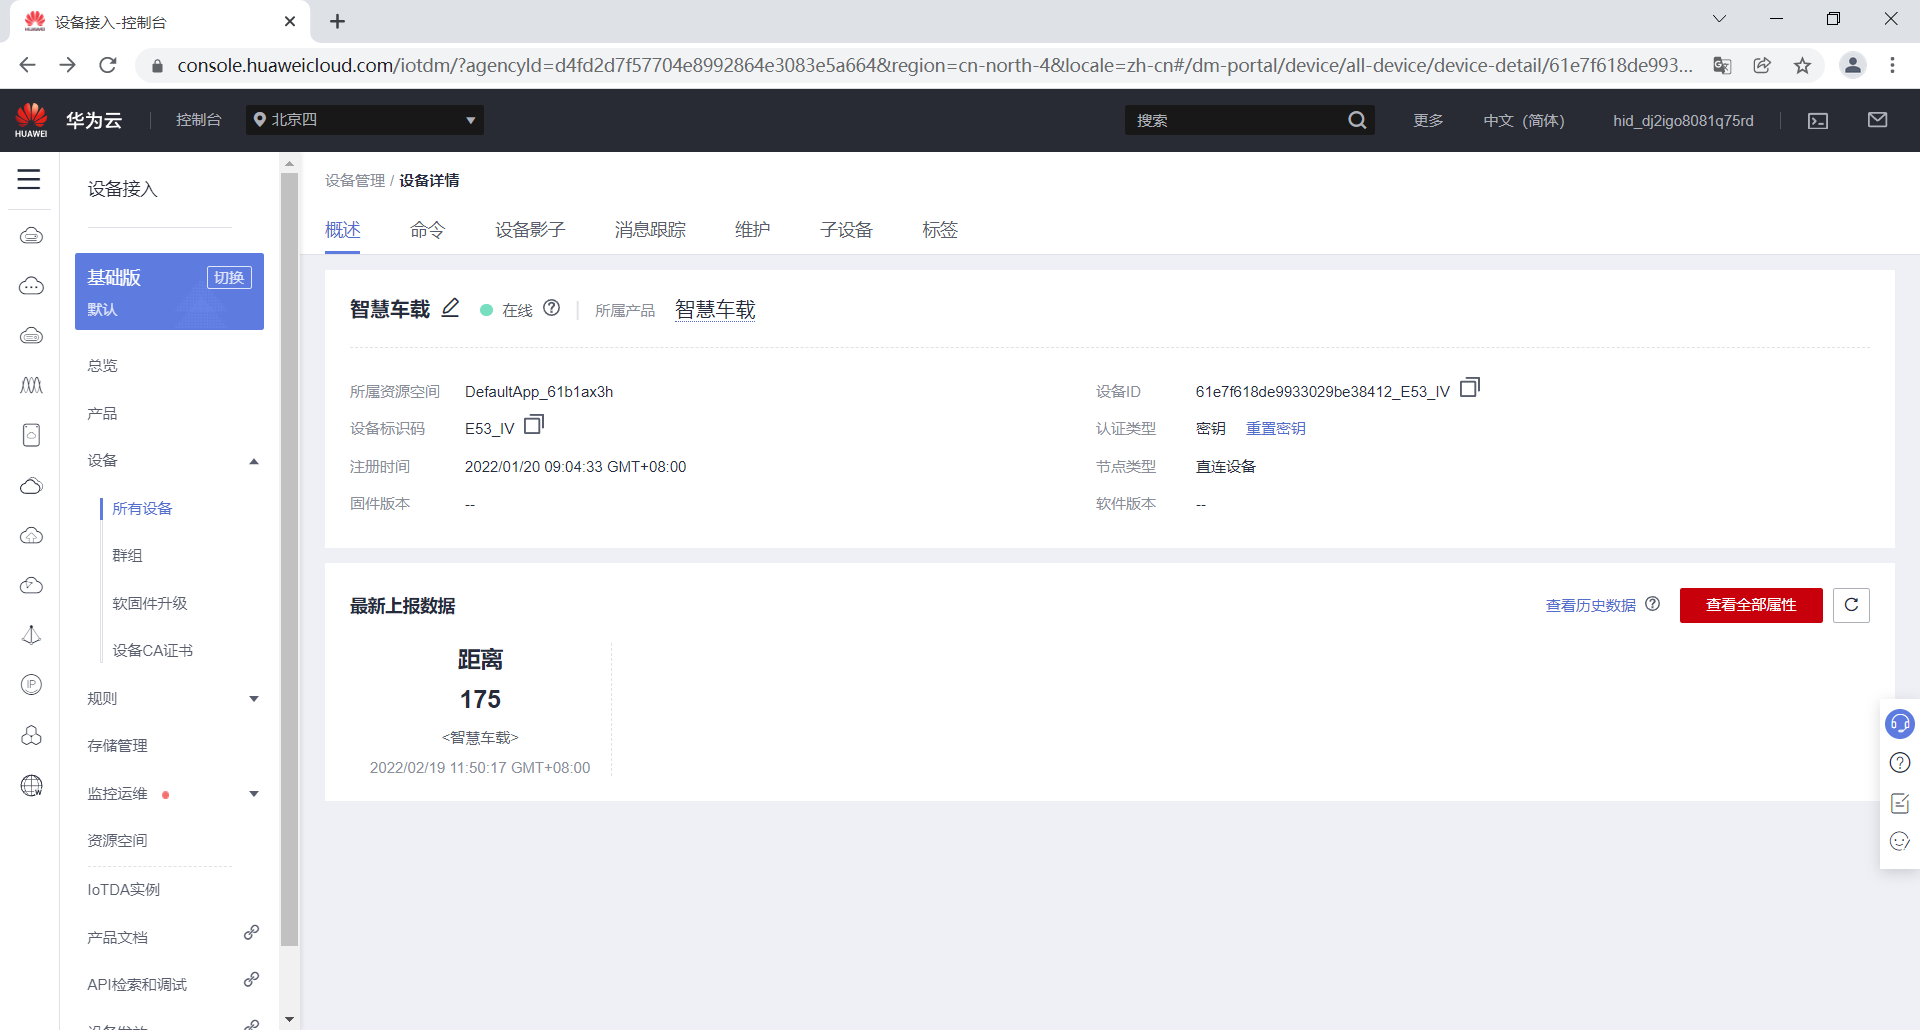 设备接入-控制台
console.huaweicloud.com/iotdm/?agencyId=d4fd2d7f57704e8992864e3083e5a664&region=cn-north-4&locale=zh-cn#/dm-portal/device/all-device/device-detail/61e7f618de993...
HUAWEI
华为云
控制台
北京四
搜索
更多
中文（简体）
hid_dj2igo8081q75rd
设备接入
基础版
切换
默认
总览
产品
设备
所有设备
群组
软固件升级
设备CA证书
规则
存储管理
监控运维
资源空间
IoTDA实例
产品文档
API检索和调试
设备管理 / 设备详情
概述
命令
设备影子
消息跟踪
维护
子设备
标签
智慧车载
在线
所属产品
智慧车载
所属资源空间 DefaultApp_61b1ax3h
设备ID 61e7f618de9933029be38412_E53_IV
设备标识码 E53_IV
认证类型 密钥 重置密钥
注册时间 2022/01/20 09:04:33 GMT+08:00
节点类型 直连设备
固件版本 --
软件版本 --
最新上报数据
查看历史数据
查看全部属性
距离
175
<智慧车载>
2022/02/19 11:50:17 GMT+08:00